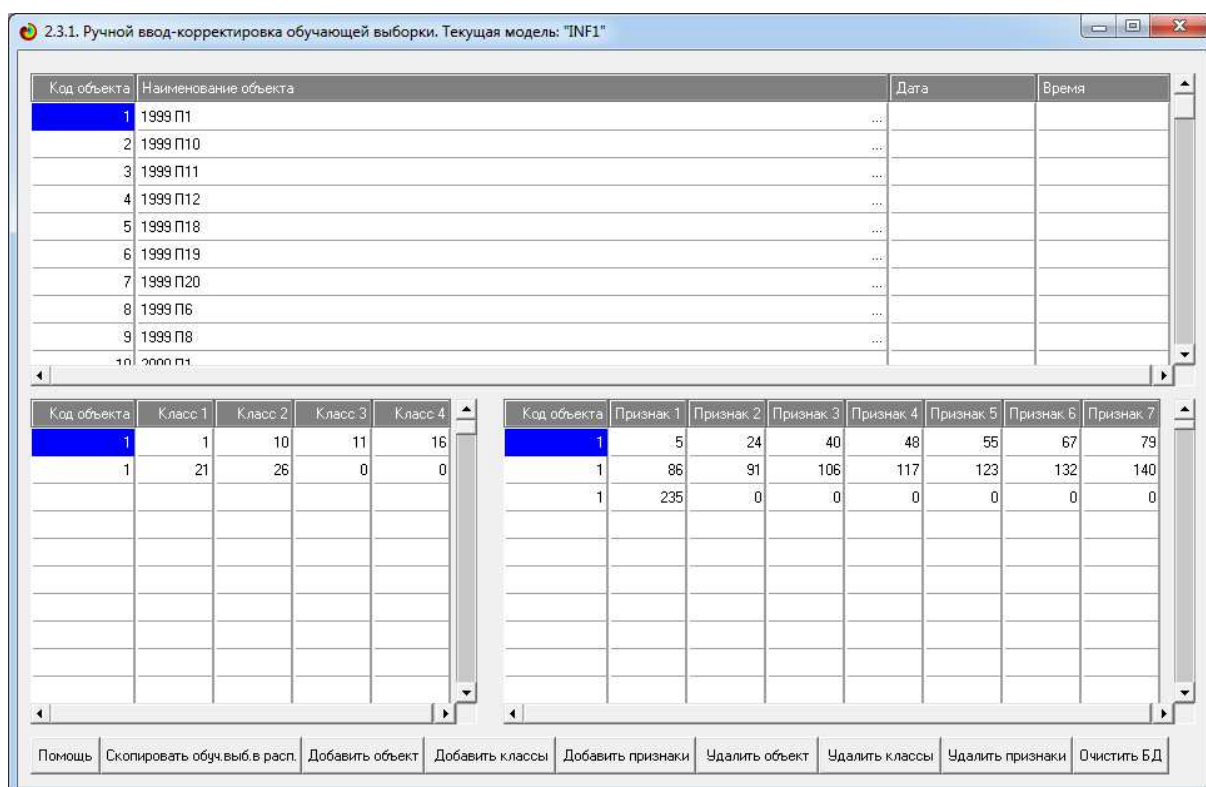 2.3.1. Ручной ввод-корректировка обучающей выборки. Текущая модель: "INF1"
Код объекта Наименование объекта Дата Время
1 1999 П1 ...
2 1999 П10 ...
3 1999 П11 ...
4 1999 П12 ...
5 1999 П18 ...
6 1999 П19 ...
7 1999 П20 ...
8 1999 П6 ...
9 1999 П8 ...
10 2000 П1
Код объекта Класс 1 Класс 2 Класс 3 Класс 4
1 1 10 11 16
1 21 26 0 0
Код объекта Признак 1 Признак 2 Признак 3 Признак 4 Признак 5 Признак 6 Признак 7
1 5 24 40 48 55 67 79
1 86 91 106 117 123 132 140
1 235 0 0 0 0 0 0
Помощь Скопировать обуч.выб.в расп. Добавить объект Добавить классы Добавить признаки Удалить объект Удалить классы Удалить признаки Очистить БД